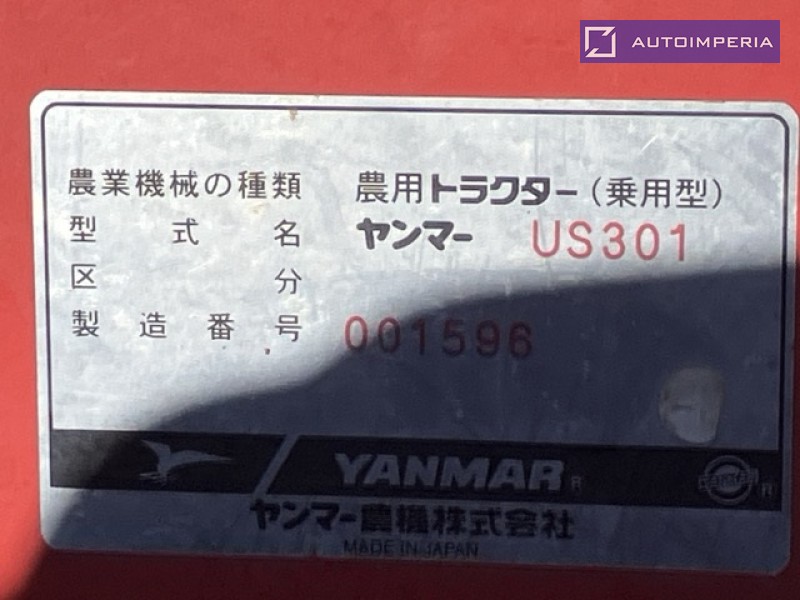 AUTOIMPERIA
農業機械の種類 農用トラクター(乗用型)
型式名 ヤンマー US301
区分
製造番号 001596
YANMAR R
ヤンマー農機株式会社
MADE IN JAPAN